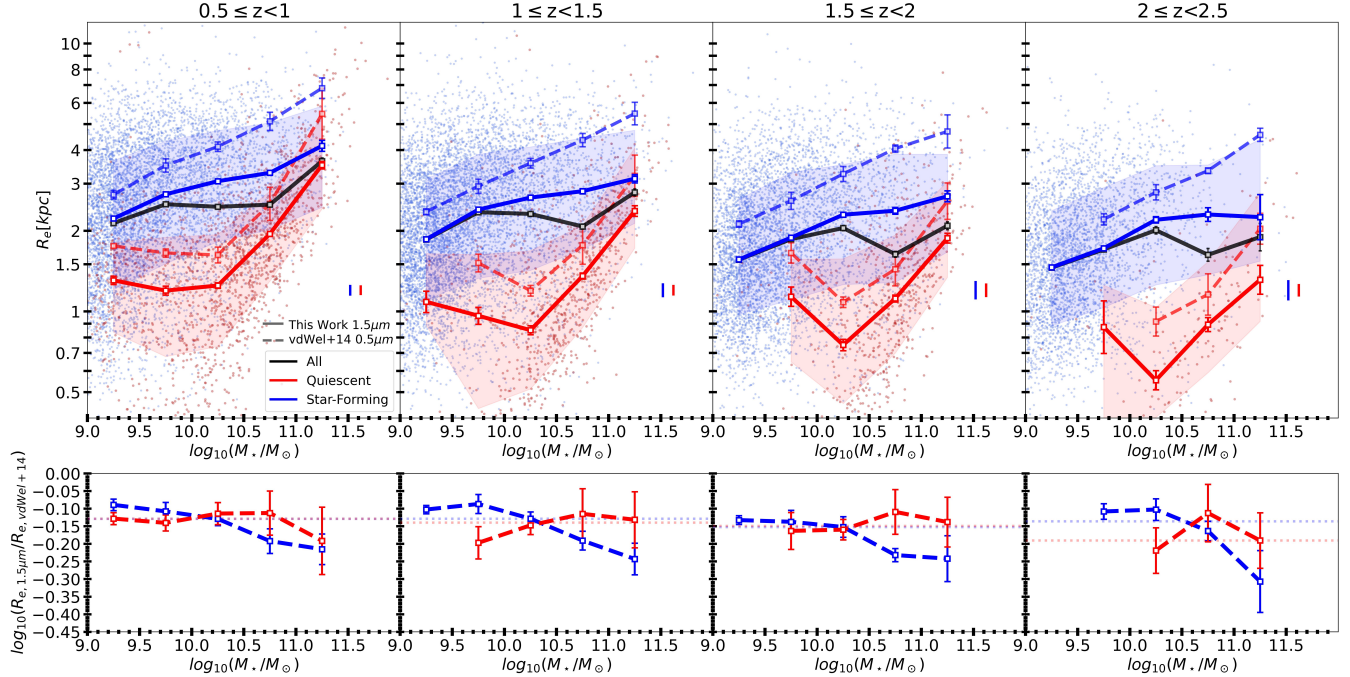 0.5 ≤ z<1
1 ≤ z<1.5
1.5 ≤ z<2
2 ≤ z<2.5
R_e[kpc]
10
8
6
4
3
2
1.5
1
0.7
0.5
This Work 1.5μm
vdWel+14 0.5μm
All
Quiescent
Star-Forming
9.0 9.5 10.0 10.5 11.0 11.5
9.0 9.5 10.0 10.5 11.0 11.5
9.0 9.5 10.0 10.5 11.0 11.5
9.0 9.5 10.0 10.5 11.0 11.5
log₁₀(M⋆/M⊙)
log₁₀(M⋆/M⊙)
log₁₀(M⋆/M⊙)
log₁₀(M⋆/M⊙)
log₁₀(R_e, 1.5μm/R_e, vdWel+14)
0.00
−0.05
−0.10
−0.15
−0.20
−0.25
−0.30
−0.35
−0.40
−0.45
9.0 9.5 10.0 10.5 11.0 11.5
9.0 9.5 10.0 10.5 11.0 11.5
9.0 9.5 10.0 10.5 11.0 11.5
9.0 9.5 10.0 10.5 11.0 11.5
log₁₀(M⋆/M⊙)
log₁₀(M⋆/M⊙)
log₁₀(M⋆/M⊙)
log₁₀(M⋆/M⊙)